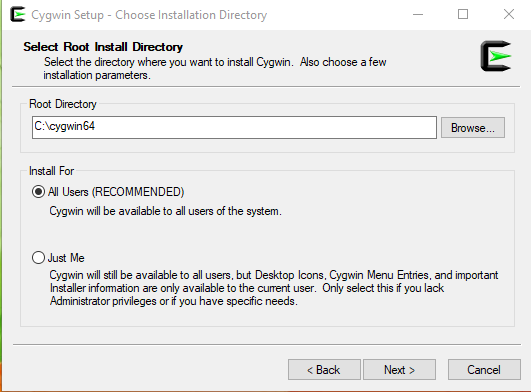 Cygwin Setup - Choose Installation Directory
Select Root Install Directory
Select the directory where you want to install Cygwin. Also choose a few
installation parameters.
Root Directory
C:\cygwin64
Browse...
Install For
All Users (RECOMMENDED)
Cygwin will be available to all users of the system.
Just Me
Cygwin will still be available to all users, but Desktop Icons, Cygwin Menu Entries, and important
Installer information are only available to the current user. Only select this if you lack
Administrator privileges or if you have specific needs.
< Back
Next >
Cancel